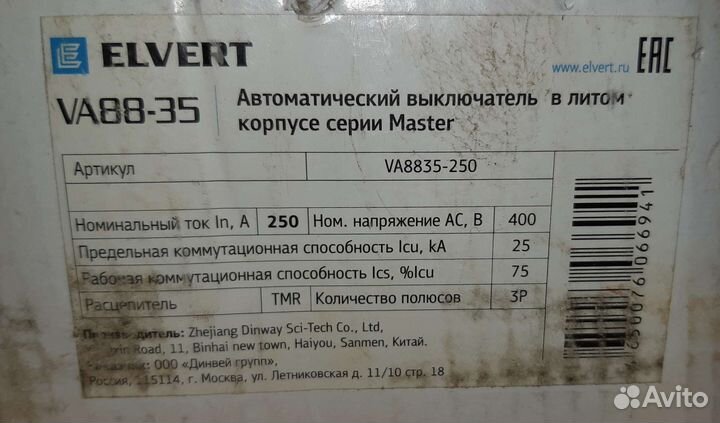 ELVERT
www.elvert.ru
EAC
VA88-35
Автоматический выключатель в литом
корпусе серии Master
Артикул VA8835-250
Номинальный ток In, А 250 Ном. напряжение AC, В 400
Предельная коммутационная способность Icu, kA 25
Рабочая коммутационная способность Ics, %Icu 75
Расцепитель TMR Количество полюсов 3P
Производитель: Zhejiang Dinway Sci-Tech Co., Ltd,
Road, 11, Binhai new town, Haiyou, Sanmen, Китай.
ООО «Динвей групп»,
Россия, 115114, г. Москва, ул. Летниковская д. 11/10 стр. 18
650076066941
Avito